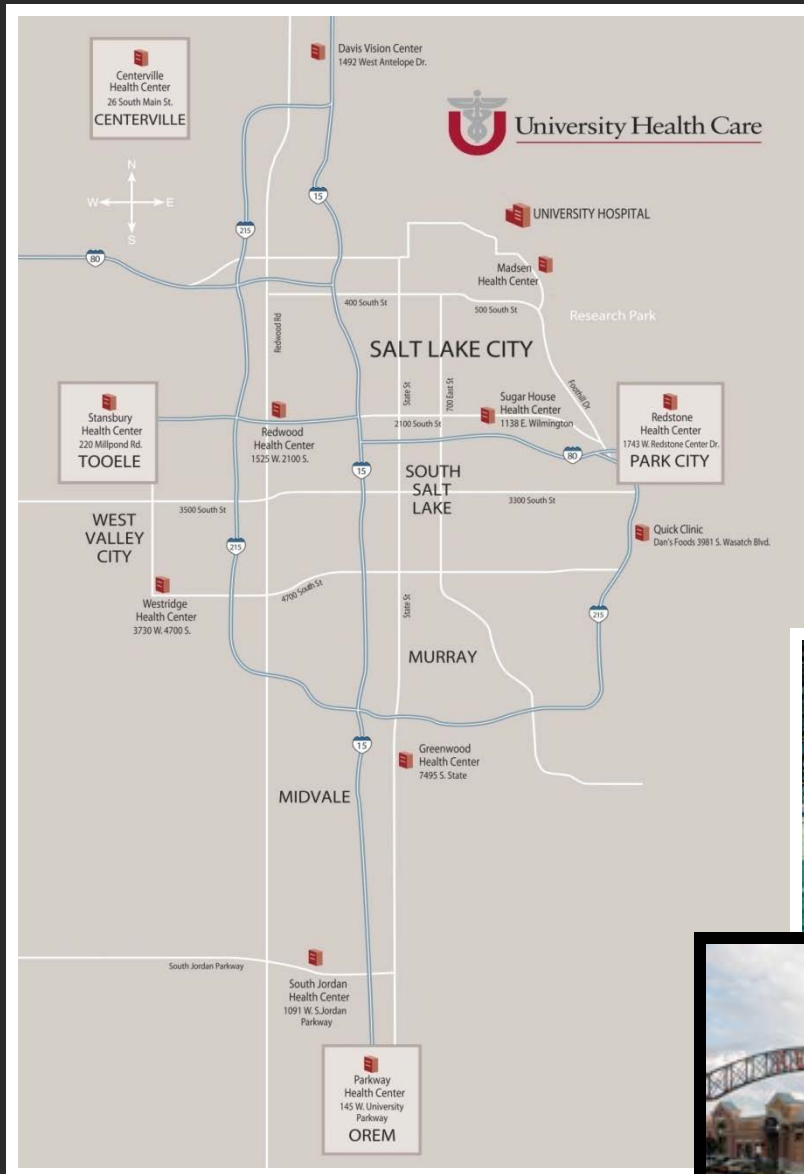 Centerville
Health Center
26 South Main St.
CENTERVILLE
Davis Vision Center
1492 West Antelope Dr.
University Health Care
N
W
E
S
15
215
80
UNIVERSITY HOSPITAL
Madsen
Health Center
400 South St
500 South St
Research Park
Redwood Rd
SALT LAKE CITY
State St
700 East St
Foothill Dr
Stansbury
Health Center
220 Millpond Rd.
TOOELE
Redwood
Health Center
1525 W. 2100 S.
2100 South St
Sugar House
Health Center
1138 E. Wilmington
Redstone
Health Center
1743 W. Redstone Center Dr.
PARK CITY
80
15
SOUTH
SALT
LAKE
3500 South St
3300 South St
WEST
VALLEY
CITY
215
Quick Clinic
Dan's Foods 3981 S. Wasatch Blvd.
Westridge
Health Center
3730 W. 4700 S.
4700 South St
State St
215
MURRAY
15
Greenwood
Health Center
7495 S. State
MIDVALE
South Jordan Parkway
South Jordan
Health Center
1091 W. S.Jordan
Parkway
Parkway
Health Center
145 W. University
Parkway
OREM